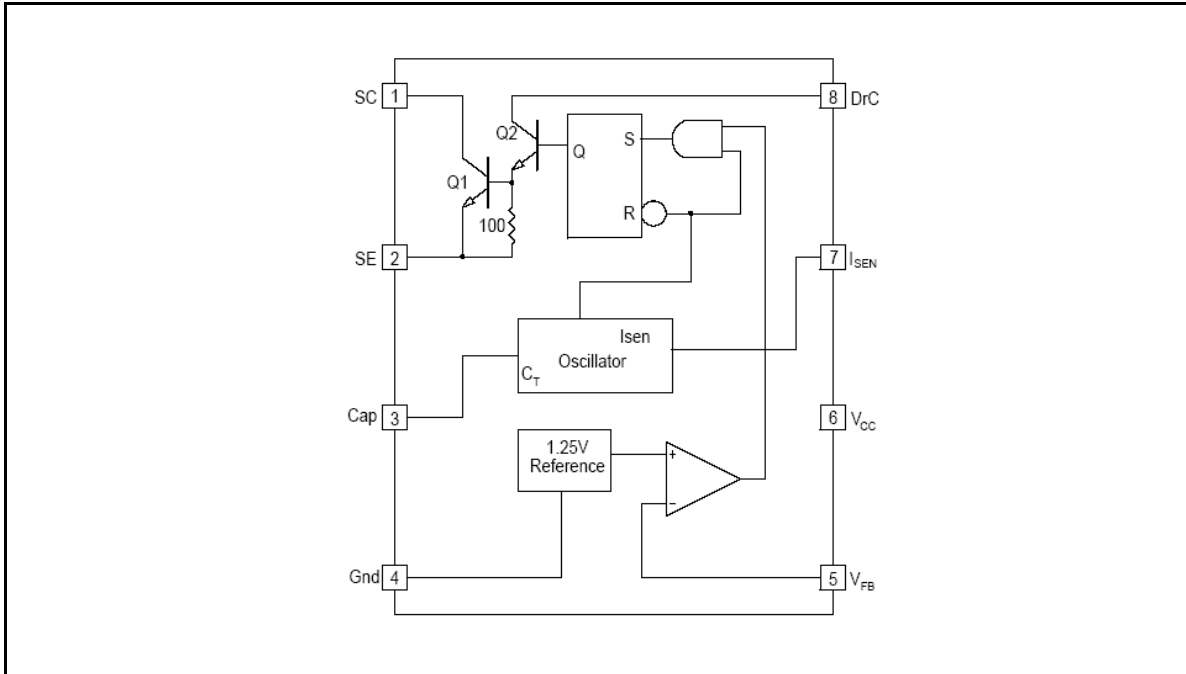 SC 1
8 DrC
Q2
Q
S
Q1
R
100
SE 2
7 ISEN
Isen
Oscillator
CT
Cap 3
6 VCC
1.25V
Reference
+
−
Gnd 4
5 VFB